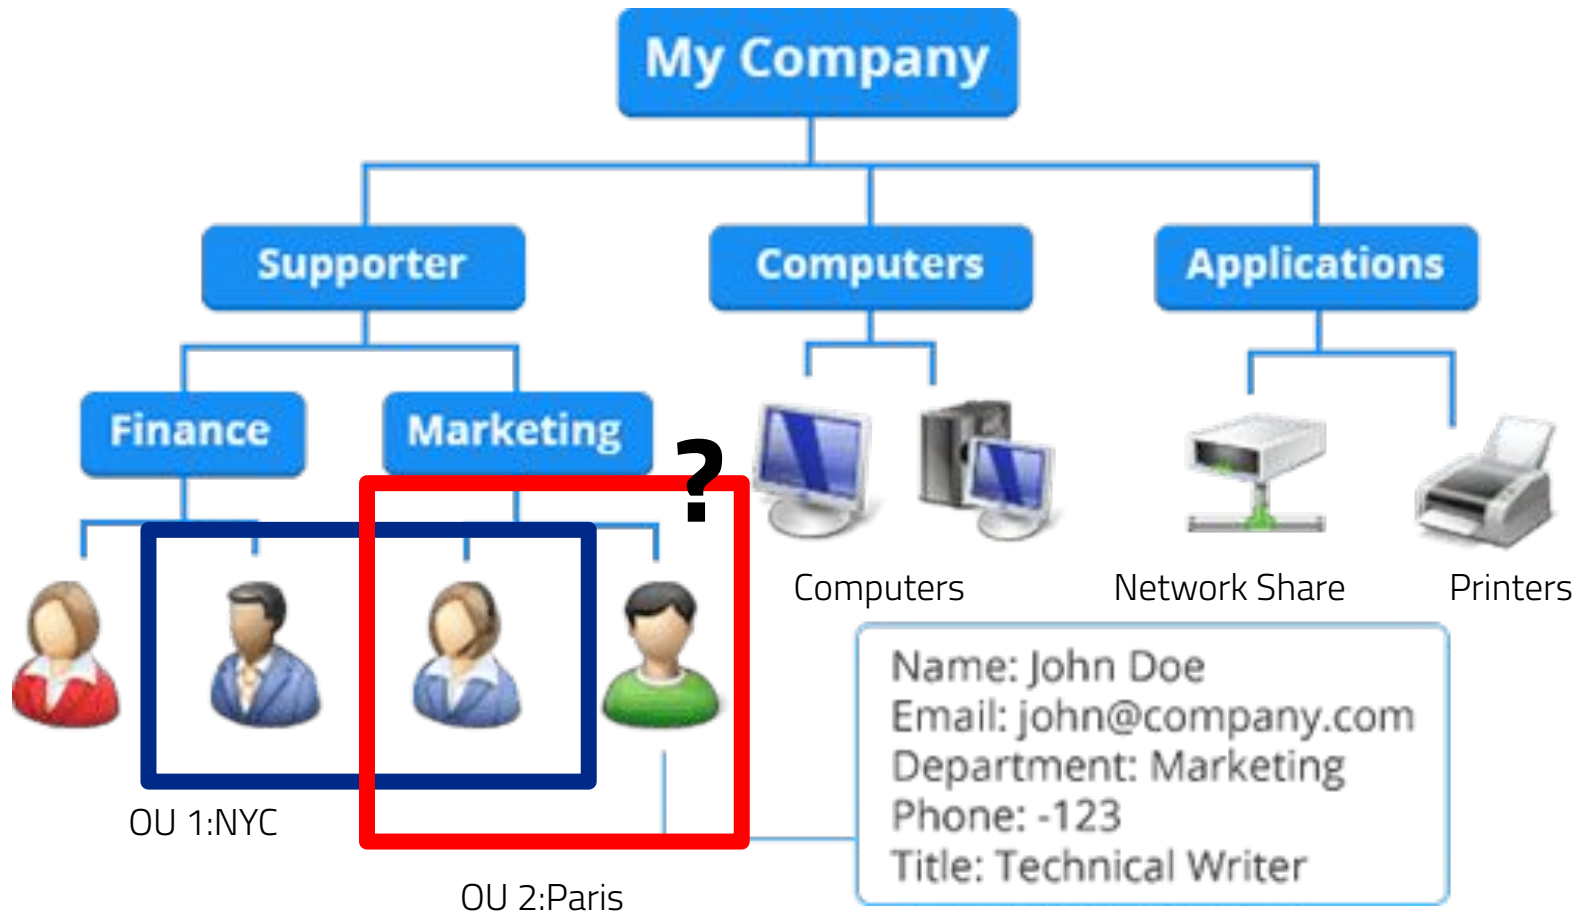 My Company
Supporter
Computers
Applications
Finance
Marketing
?
Computers
Network Share
Printers
Name: John Doe
Email: john@company.com
Department: Marketing
Phone: -123
Title: Technical Writer
OU 1:NYC
OU 2:Paris